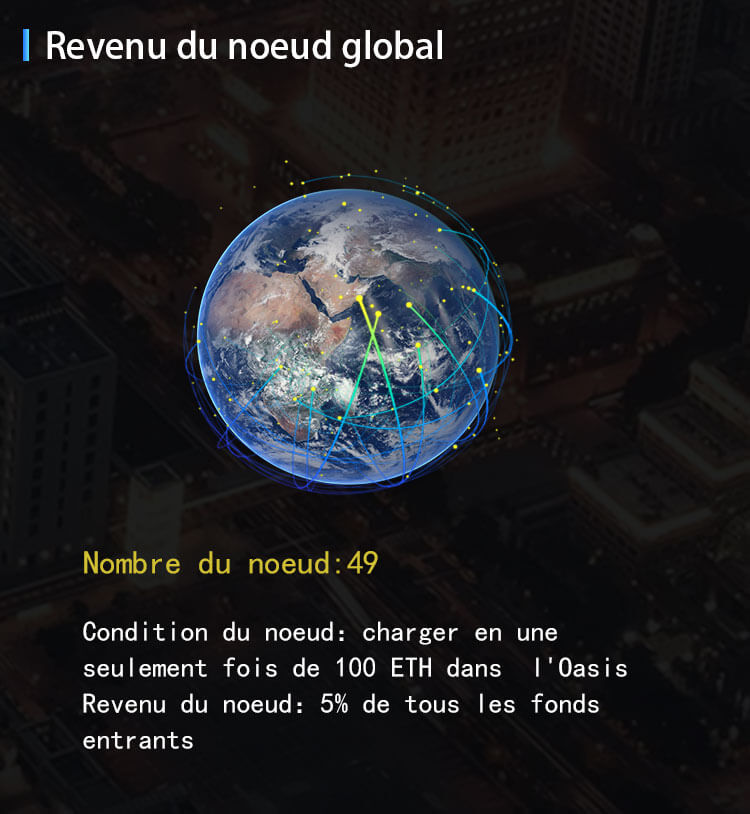 Revenu du noeud global
Nombre du noeud:49
Condition du noeud: charger en une
seulement fois de 100 ETH dans l'Oasis
Revenu du noeud: 5% de tous les fonds
entrants